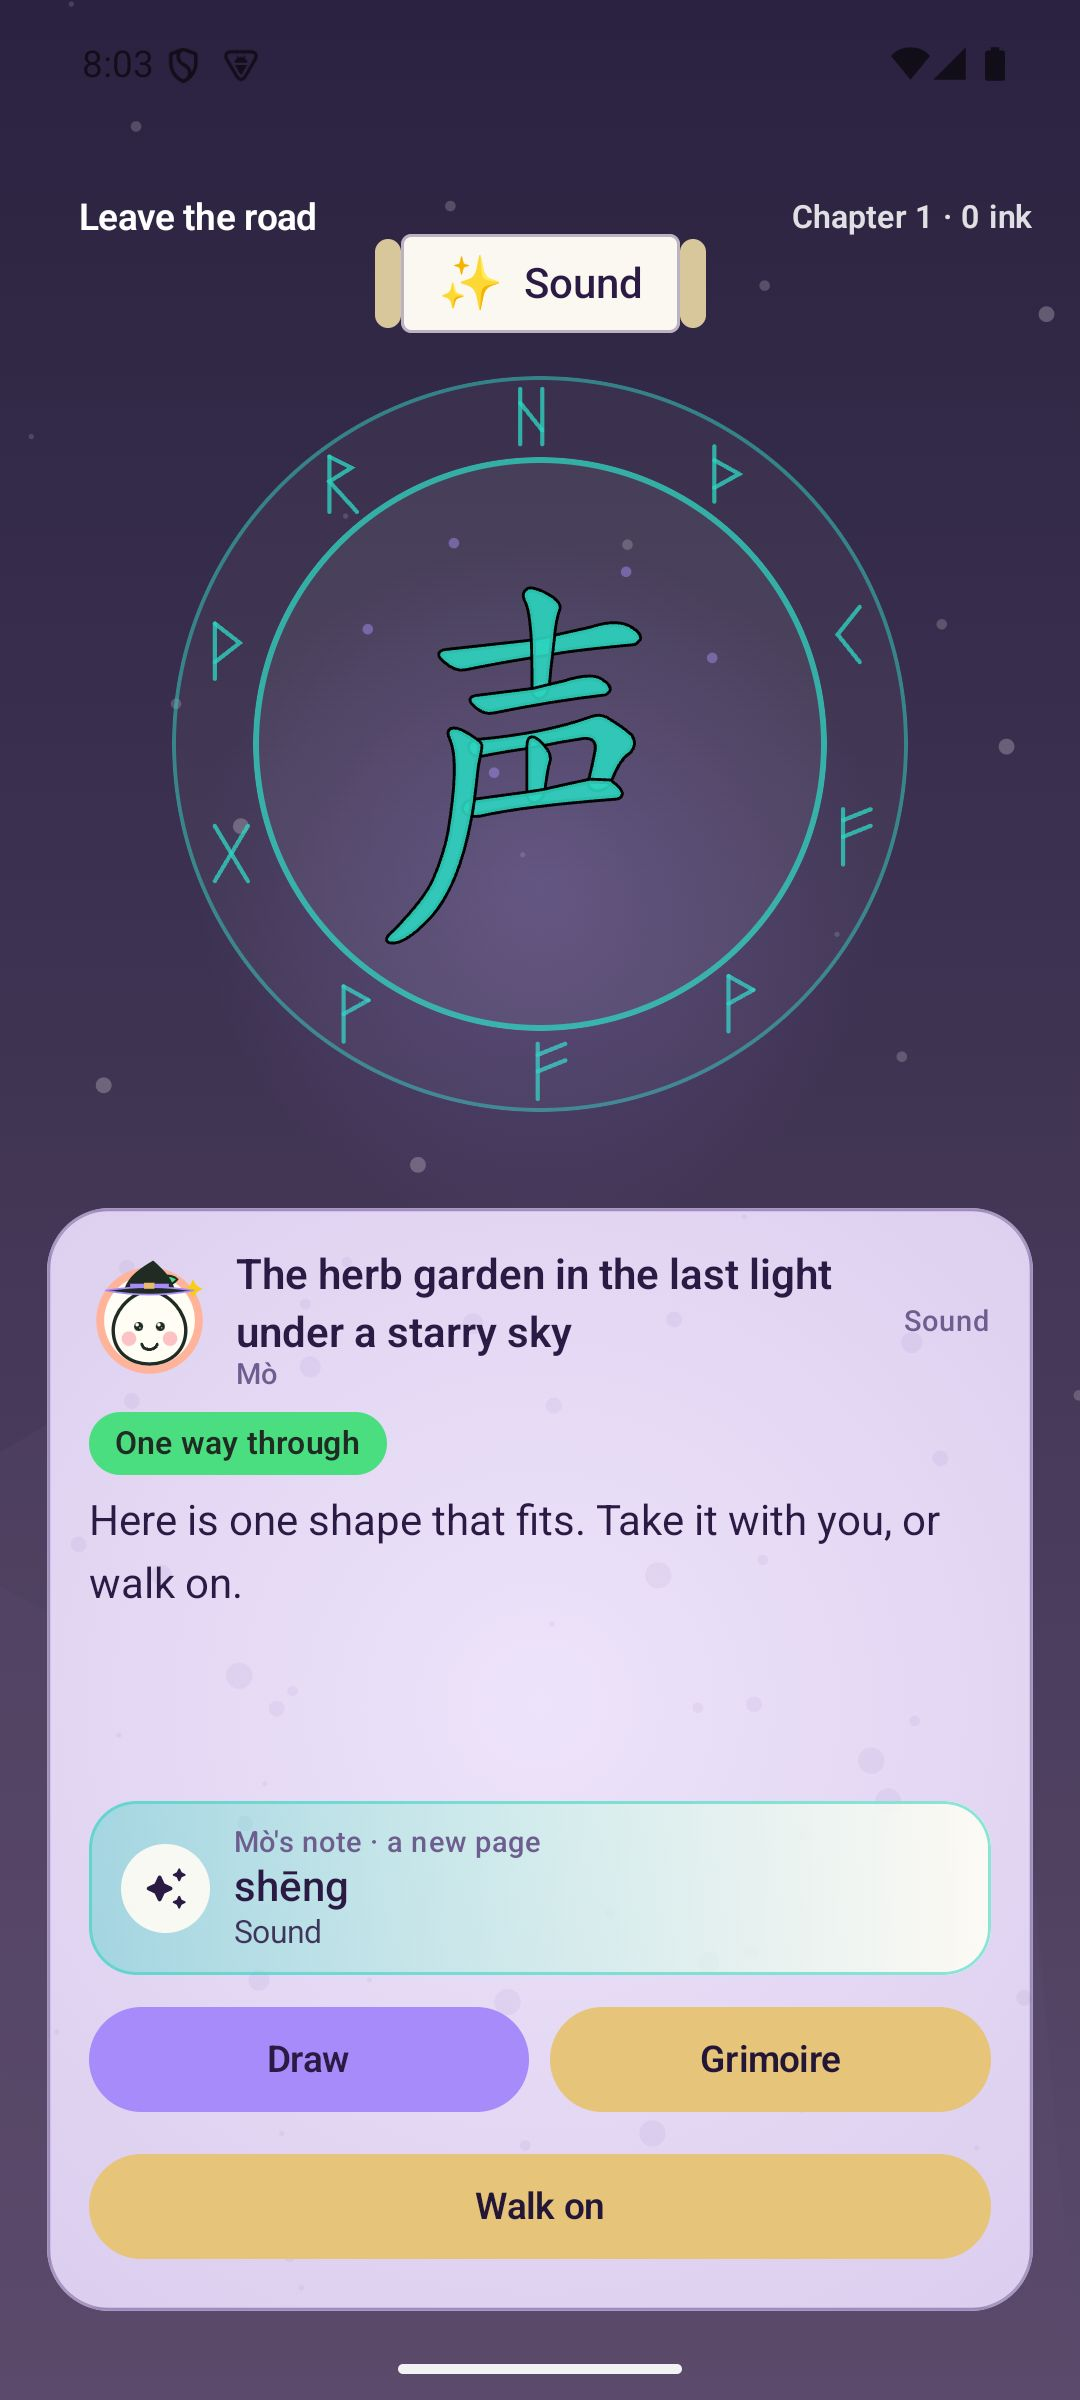 8:03
Leave the road
Chapter 1 · 0 ink
✨ Sound
ᚺ
ᚱ ᚦ
ᚹ ᚲ
ᚷ ᚠ
ᚹ ᚹ
ᚠ
声
The herb garden in the last light
under a starry sky
Sound
Mò
One way through
Here is one shape that fits. Take it with you, or
walk on.
Mò's note · a new page
shēng
Sound
Draw
Grimoire
Walk on